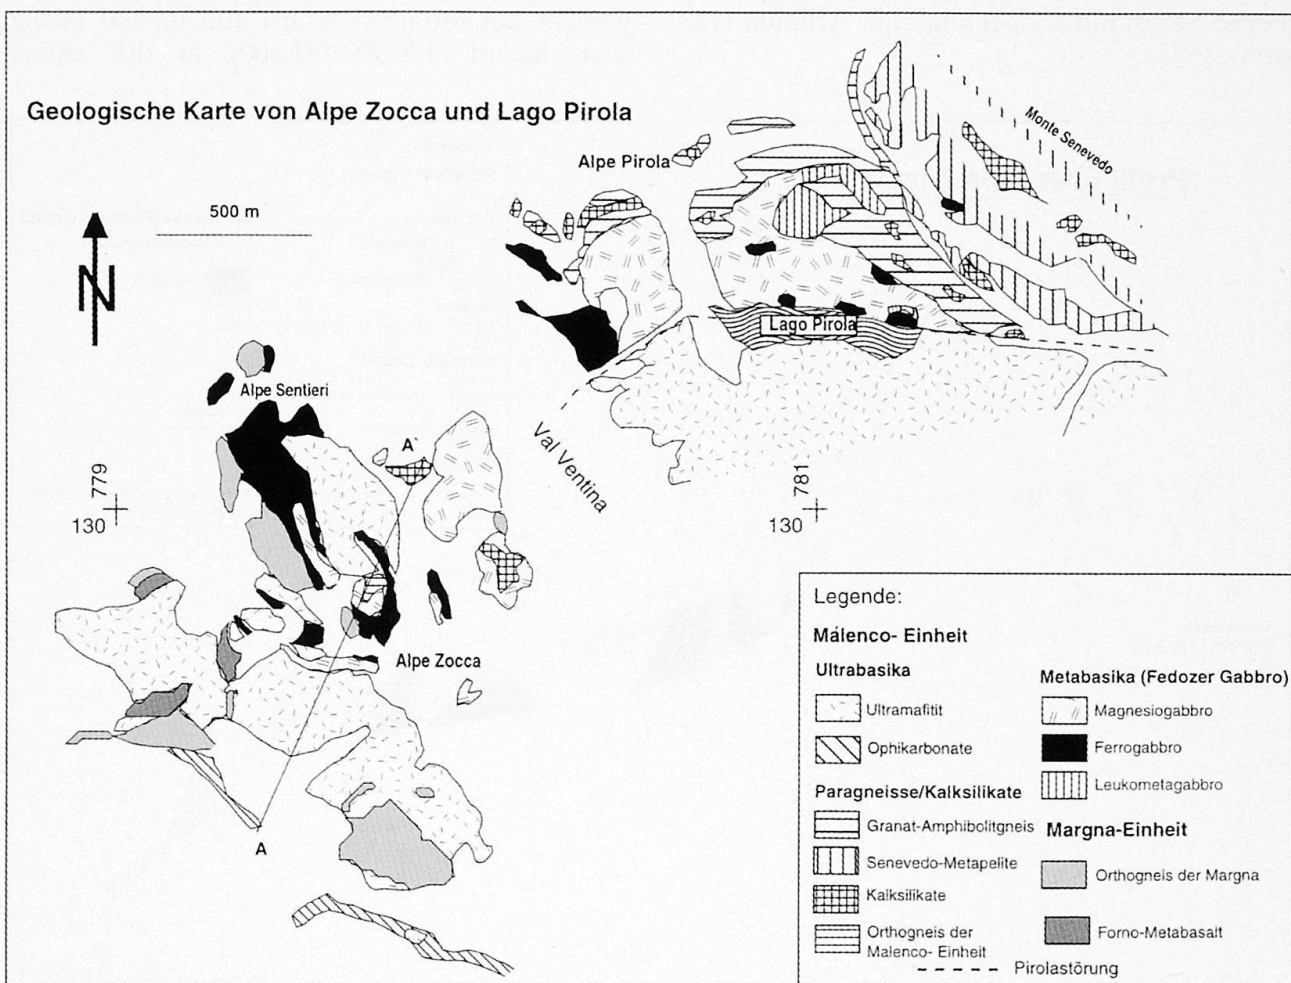 Geologische Karte von Alpe Zocca und Lago Pirola
Monte Senevedo
Alpe Pirola
500 m
N
Lago Pirola
Alpe Sentieri
A`
Val Ventina
779
130
781
130
Alpe Zocca
A
Legende:
Malenco- Einheit
Ultrabasika
Ultramafitit
Ophikarbonate
Paragneisse/Kalksilikate
Granat-Amphibolitgneis
Senevedo-Metapelite
Kalksilikate
Orthogneis der
Malenco- Einheit
Metabasika (Fedozer Gabbro)
Magnesiogabbro
Ferrogabbro
Leukometagabbro
Margna-Einheit
Orthogneis der Margna
Forno-Metabasalt
Pirolastörung